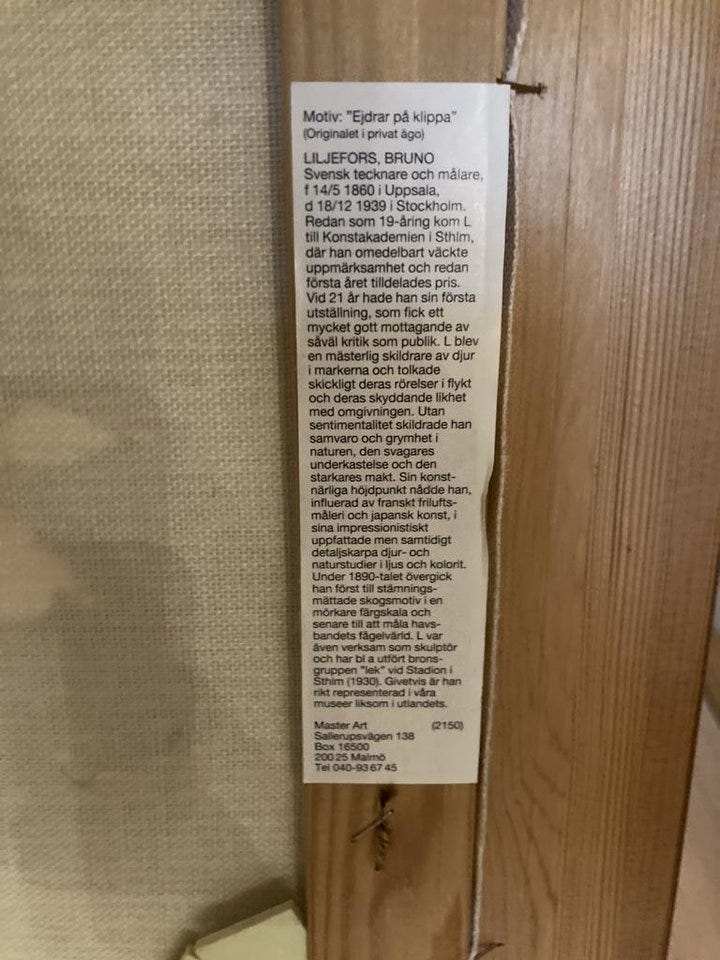 Motiv: "Ejdrar på klippa"
(Originalet i privat ägo)
LILJEFORS, BRUNO
Svensk tecknare och målare,
f 14/5 1860 i Uppsala,
d 18/12 1939 i Stockholm.
Redan som 19-åring kom L
till Konstakademien i Sthlm,
där han omedelbart väckte
uppmärksamhet och redan
första året tilldelades pris.
Vid 21 år hade han sin första
utställning, som fick ett
mycket gott mottagande av
såväl kritik som publik. L blev
en mästerlig skildrare av djur
i markerna och tolkade
skickligt deras rörelser i flykt
och deras skyddande likhet
med omgivningen. Utan
sentimentalitet skildrade han
samvaro och grymhet i
naturen, den svagares
underkastelse och den
starkares makt. Sin konst-
närliga höjdpunkt nådde han,
influerad av franskt frilufts-
måleri och japansk konst, i
sina impressionistiskt
uppfattade men samtidigt
detaljskarpa djur- och
naturstudier i ljus och kolorit.
Under 1890-talet övergick
han först till stämnings-
mättade skogsmotiv i en
mörkare färgskala och
senare till att måla havs-
bandets fågelvärld. L var
även verksam som skulptör
och har bl a utfört brons-
gruppen "lek" vid Stadion i
Sthlm (1930). Givetvis är han
rikt representerad i våra
museer liksom i utlandets.
Master Art (2150)
Sallerupsvägen 138
Box 16500
200 25 Malmö
Tel 040-93 67 45